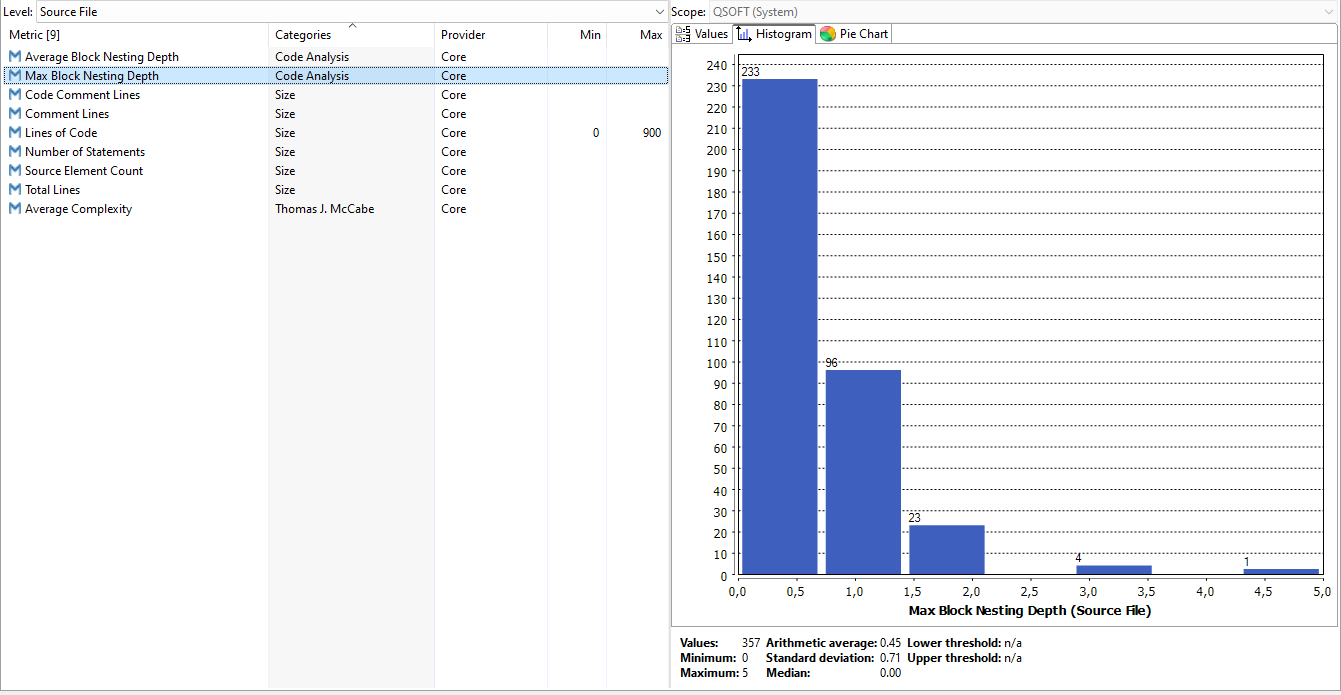 Level: Source File
Metric [9] Categories Provider Min Max
Average Block Nesting Depth Code Analysis Core
Max Block Nesting Depth Code Analysis Core
Code Comment Lines Size Core
Comment Lines Size Core
Lines of Code Size Core 0 900
Number of Statements Size Core
Source Element Count Size Core
Total Lines Size Core
Average Complexity Thomas J. McCabe Core
Scope: QSOFT (System)
Values Histogram Pie Chart
240
230
220
210
200
190
180
170
160
150
140
130
120
110
100
90
80
70
60
50
40
30
20
10
0
233
96
23
4
1
0,0 0,5 1,0 1,5 2,0 2,5 3,0 3,5 4,0 4,5 5,0
Max Block Nesting Depth (Source File)
Values: 357 Arithmetic average: 0.45 Lower threshold: n/a
Minimum: 0 Standard deviation: 0.71 Upper threshold: n/a
Maximum: 5 Median: 0.00